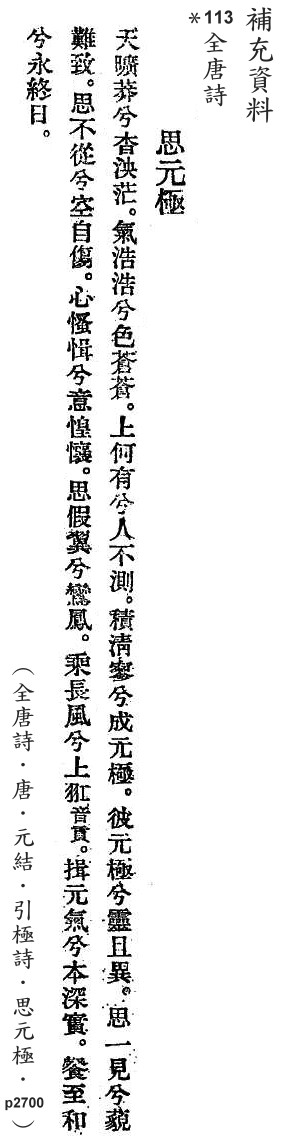 補充資料
*113
全唐詩
思元極
天曠莽兮杳泱茫。氣浩浩兮色蒼蒼。上何有兮人不測。積清寥兮成元極。彼元極兮靈且異。思一見兮藐
難致。思不從兮空自傷。心慅㥍兮意惶懹。思假翼兮鸞鳳。乘長風兮上羾音貢。揖元氣兮本深實。餐至和
兮永終日。
(全唐詩・唐・元結・引極詩・思元極・p2700)